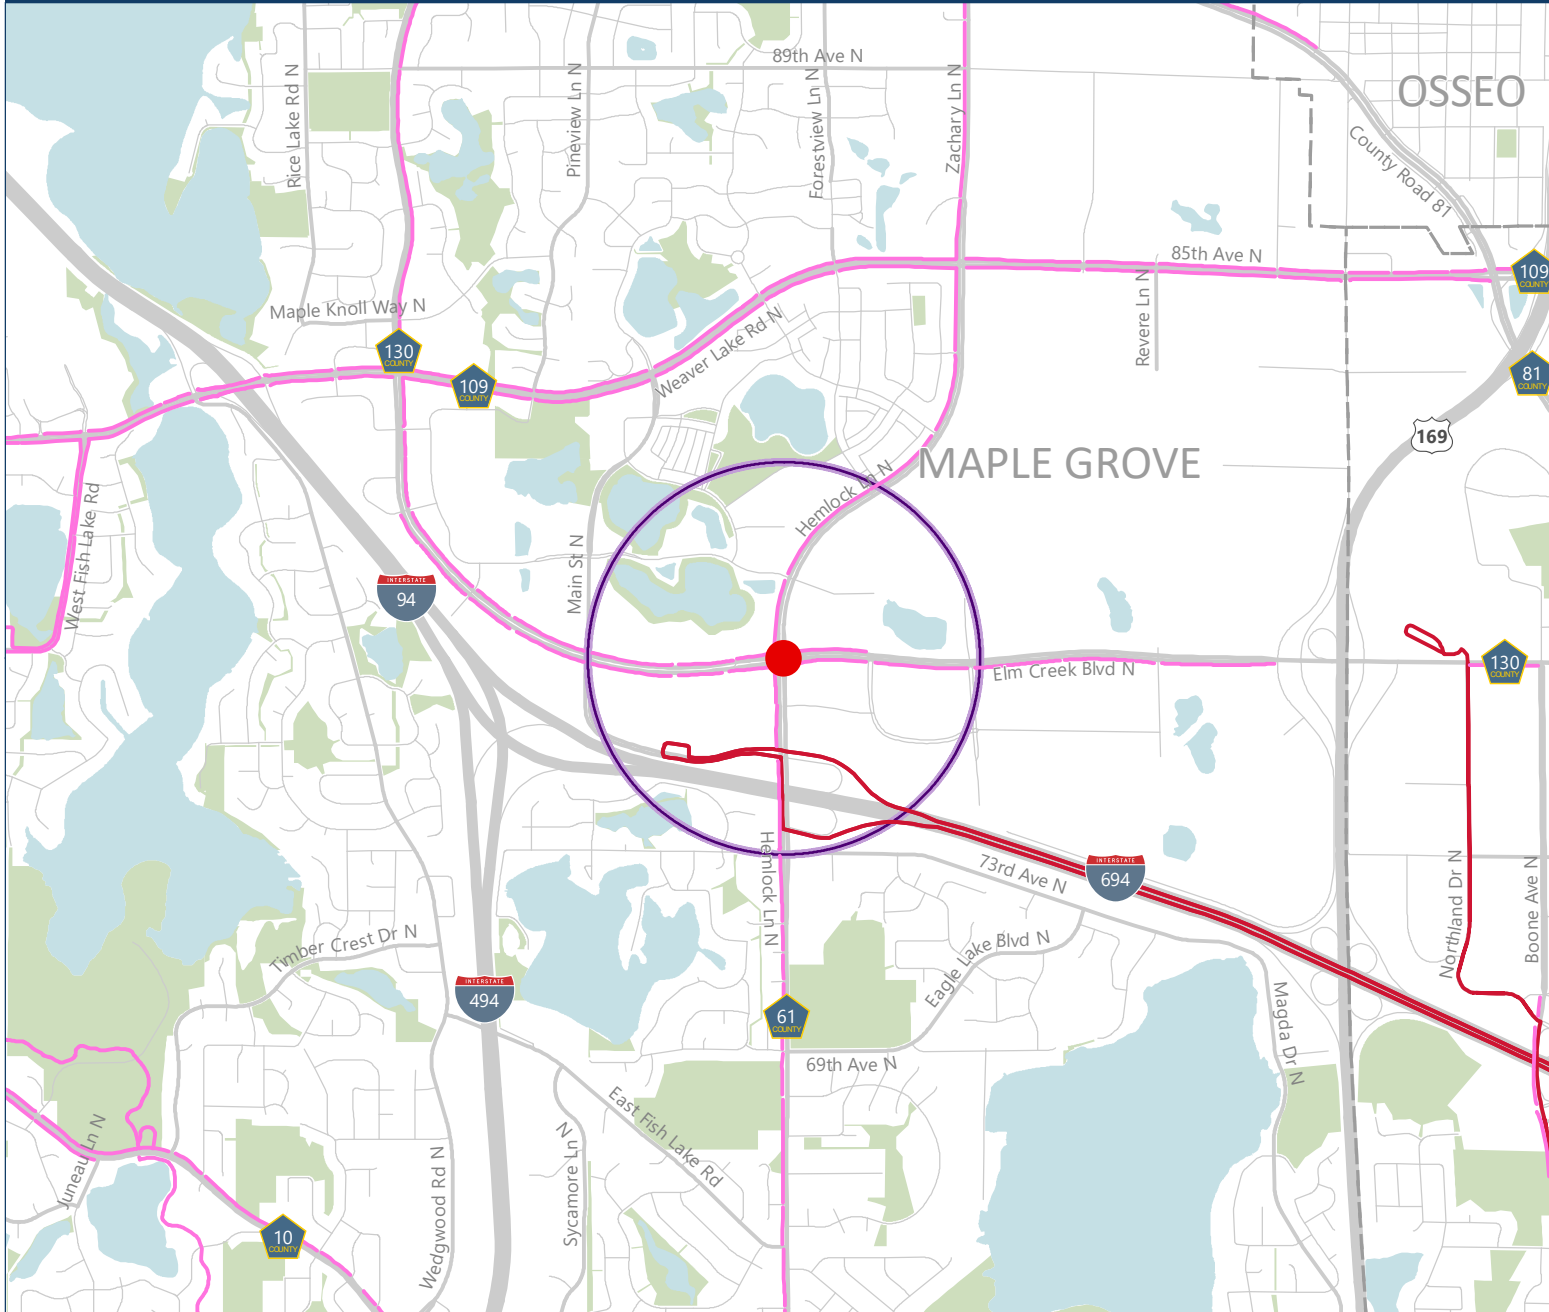 89th Ave N
OSSEO
Rice Lake Rd N
Pineview Ln N
Forestview Ln N
Zachary Ln N
County Road 81
85th Ave N
109
COUNTY
Maple Knoll Way N
Revere Ln N
Weaver Lake Rd N
130
COUNTY
109
COUNTY
81
COUNTY
169
MAPLE GROVE
Hemlock Ln N
West Fish Lake Rd
Main St N
INTERSTATE
94
Elm Creek Blvd N
130
COUNTY
Hemlock Ln N
73rd Ave N
INTERSTATE
694
Northland Dr N
Boone Ave N
Timber Crest Dr N
Eagle Lake Blvd N
INTERSTATE
494
61
COUNTY
Magda Dr N
69th Ave N
East Fish Lake Rd
Juneau Ln N
Sycamore Ln N
Wedgwood Rd N
10
COUNTY